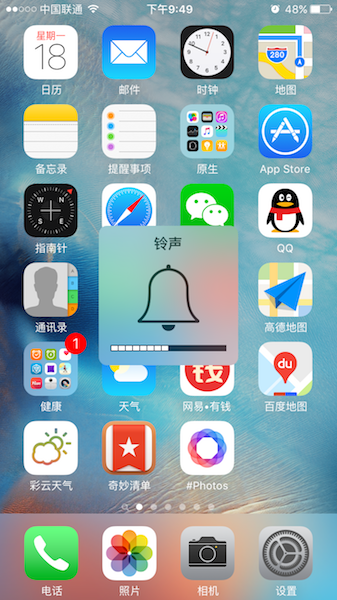 中国联通 下午9:49 48%
星期一
18
280
日历 邮件 时钟 地图
备忘录 提醒事项 原生 App Store
N
W E
S
铃声
指南针 QQ
通讯录 高德地图
1
钱
du
健康 天气 网易•有钱 百度地图
彩云天气 奇妙清单 #Photos
电话 照片 相机 设置